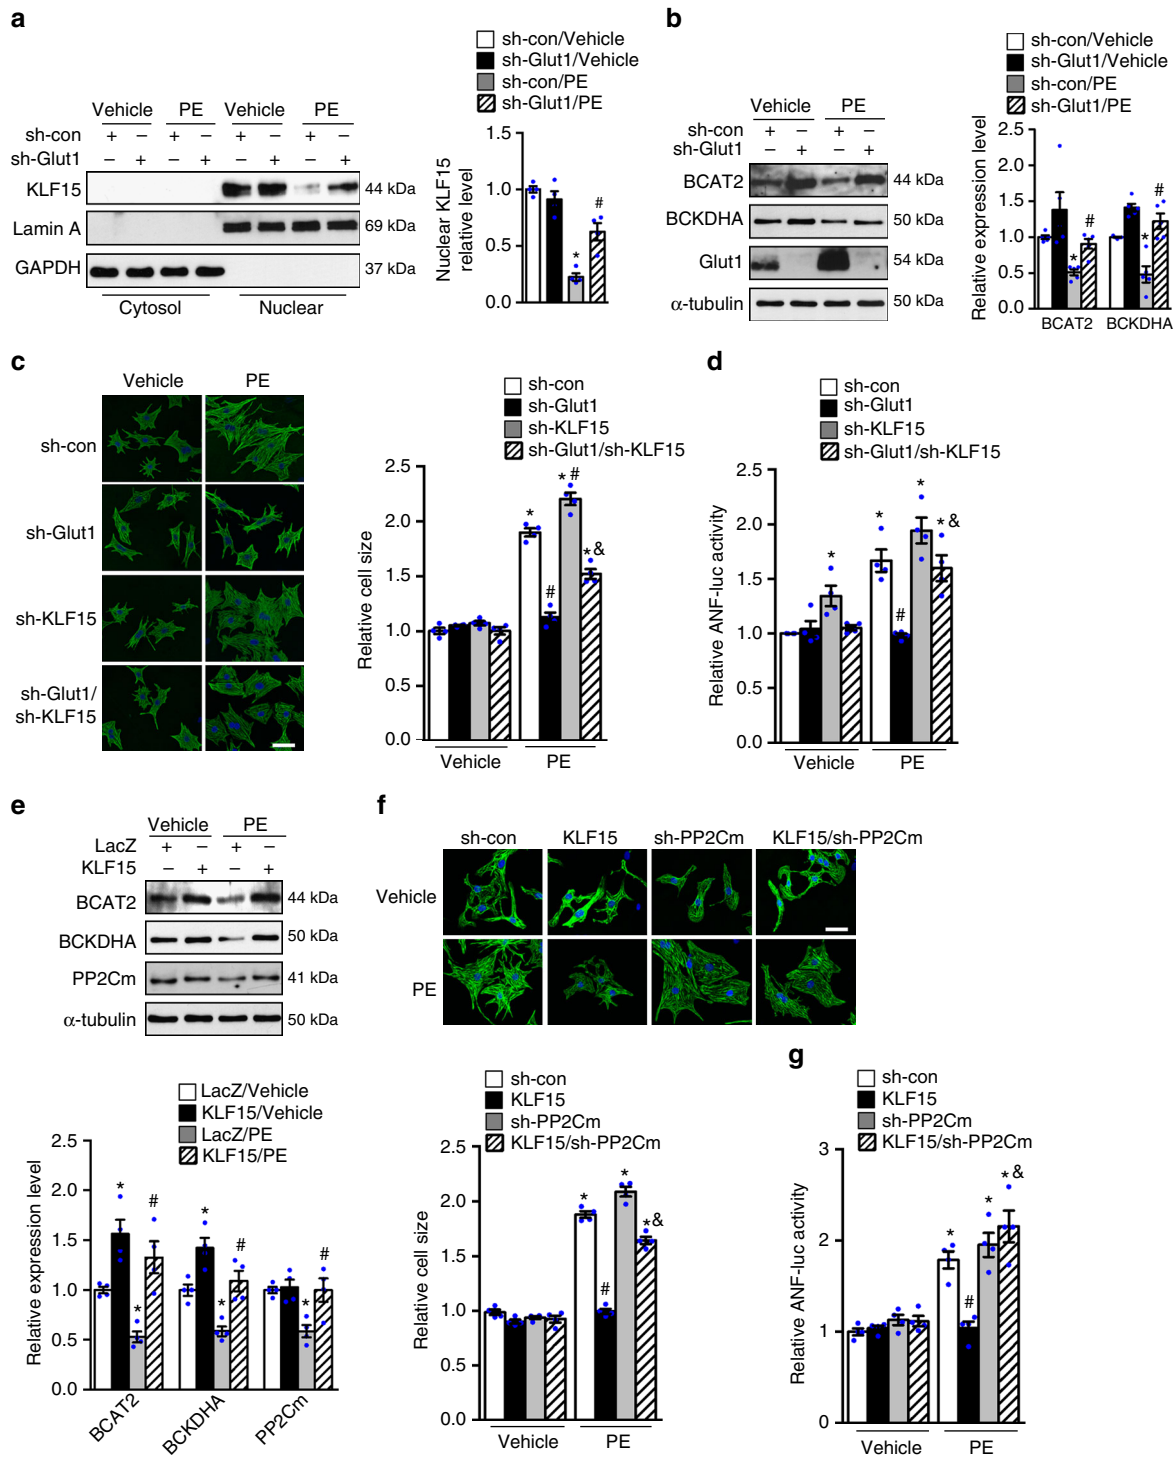 a
sh-con/Vehicle
sh-Glut1/Vehicle
sh-con/PE
sh-Glut1/PE
Vehicle PE Vehicle PE
sh-con + – + – + – + –
sh-Glut1 – + – + – + – +
KLF15 44 kDa
Lamin A 69 kDa
GAPDH 37 kDa
Cytosol Nuclear
Nuclear KLF15
relative level
1.5
1.0
0.5
0.0
* #
b
sh-con/Vehicle
sh-Glut1/Vehicle
sh-con/PE
sh-Glut1/PE
Vehicle PE
sh-con + – + –
sh-Glut1 – + – +
BCAT2 44 kDa
BCKDHA 50 kDa
Glut1 54 kDa
α-tubulin 50 kDa
Relative expression level
2.5
2.0
1.5
1.0
0.5
0.0
* # * #
BCAT2 BCKDHA
c
Vehicle PE
sh-con
sh-Glut1
sh-KLF15
sh-Glut1/
sh-KLF15
sh-con
sh-Glut1
sh-KLF15
sh-Glut1/sh-KLF15
Relative cell size
2.5
2.0
1.5
1.0
0.5
0.0
* # * # * &
Vehicle PE
d
sh-con
sh-Glut1
sh-KLF15
sh-Glut1/sh-KLF15
Relative ANF-luc activity
2.5
2.0
1.5
1.0
0.5
0.0
* * # * * &
Vehicle PE
e
Vehicle PE
LacZ + – + –
KLF15 – + – +
BCAT2 44 kDa
BCKDHA 50 kDa
PP2Cm 41 kDa
α-tubulin 50 kDa
LacZ/Vehicle
KLF15/Vehicle
LacZ/PE
KLF15/PE
Relative expression level
2.5
2.0
1.5
1.0
0.5
0.0
* * # * * # * #
BCAT2 BCKDHA PP2Cm
f
sh-con KLF15 sh-PP2Cm KLF15/sh-PP2Cm
Vehicle
PE
sh-con
KLF15
sh-PP2Cm
KLF15/sh-PP2Cm
Relative cell size
2.5
2.0
1.5
1.0
0.5
0.0
* # * * &
Vehicle PE
g
sh-con
KLF15
sh-PP2Cm
KLF15/sh-PP2Cm
Relative ANF-luc activity
3
2
1
0
* # * * &
Vehicle PE